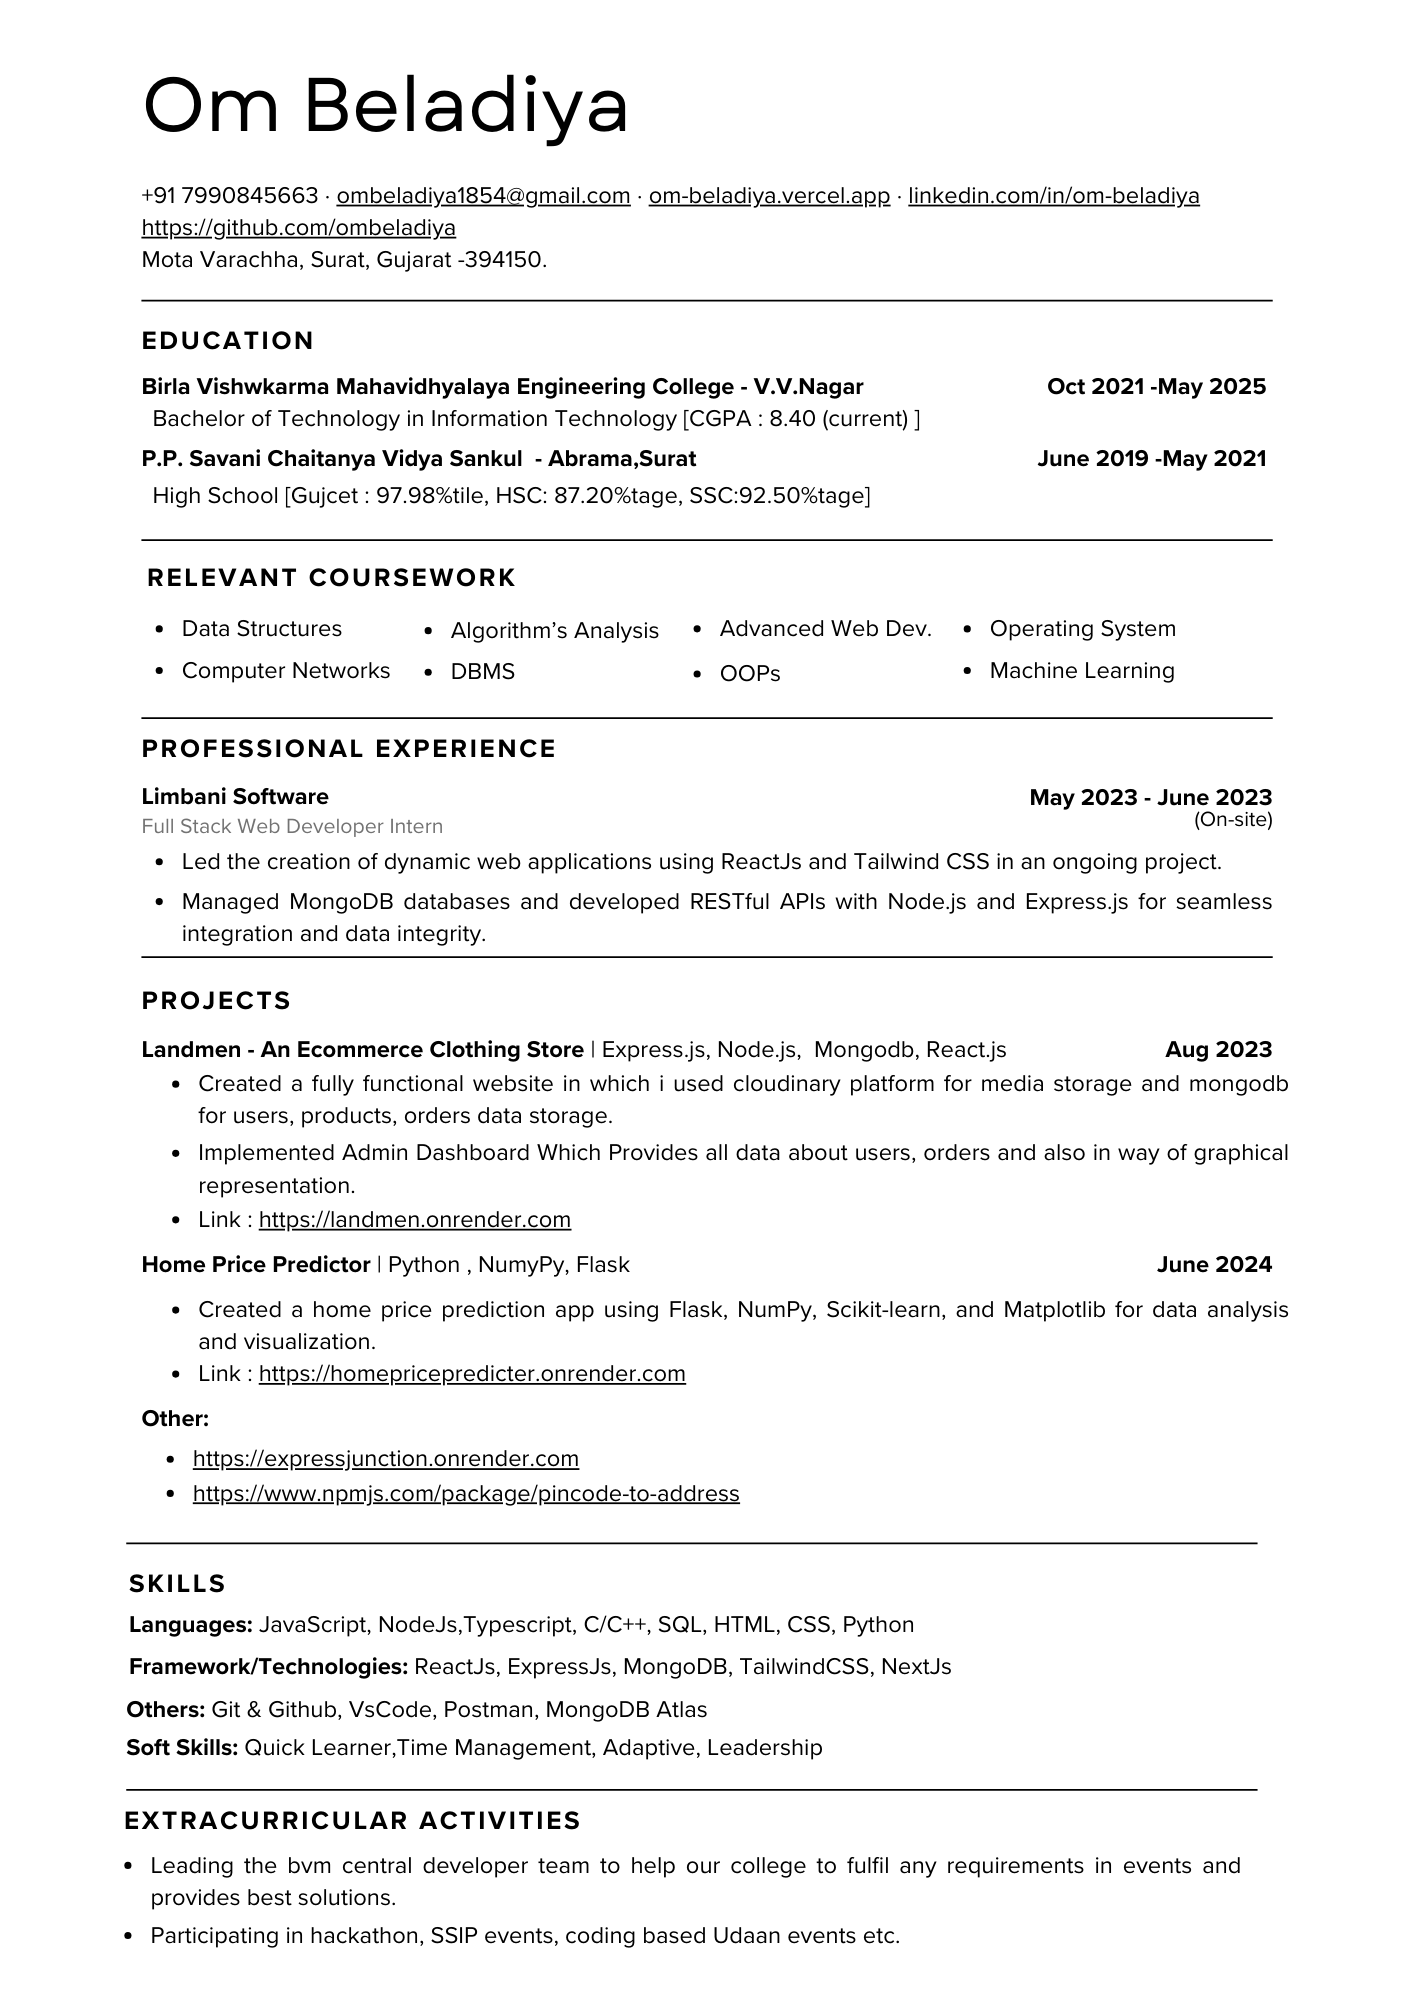 Om Beladiya
+91 7990845663 · ombeladiya1854@gmail.com · om-beladiya.vercel.app · linkedin.com/in/om-beladiya
https://github.com/ombeladiya
Mota Varachha, Surat, Gujarat -394150.
EDUCATION
Birla Vishwkarma Mahavidhyalaya Engineering College - V.V.Nagar Oct 2021 -May 2025
Bachelor of Technology in Information Technology [CGPA : 8.40 (current) ]
P.P. Savani Chaitanya Vidya Sankul - Abrama,Surat June 2019 -May 2021
High School [Gujcet : 97.98%tile, HSC: 87.20%tage, SSC:92.50%tage]
RELEVANT COURSEWORK
• Data Structures • Algorithm’s Analysis • Advanced Web Dev. • Operating System
• Computer Networks • DBMS • OOPs • Machine Learning
PROFESSIONAL EXPERIENCE
Limbani Software May 2023 - June 2023
Full Stack Web Developer Intern (On-site)
• Led the creation of dynamic web applications using ReactJs and Tailwind CSS in an ongoing project.
• Managed MongoDB databases and developed RESTful APIs with Node.js and Express.js for seamless
integration and data integrity.
PROJECTS
Landmen - An Ecommerce Clothing Store | Express.js, Node.js, Mongodb, React.js Aug 2023
• Created a fully functional website in which i used cloudinary platform for media storage and mongodb
for users, products, orders data storage.
• Implemented Admin Dashboard Which Provides all data about users, orders and also in way of graphical
representation.
• Link : https://landmen.onrender.com
Home Price Predictor | Python , NumyPy, Flask June 2024
• Created a home price prediction app using Flask, NumPy, Scikit-learn, and Matplotlib for data analysis
and visualization.
• Link : https://homepricepredicter.onrender.com
Other:
• https://expressjunction.onrender.com
• https://www.npmjs.com/package/pincode-to-address
SKILLS
Languages: JavaScript, NodeJs,Typescript, C/C++, SQL, HTML, CSS, Python
Framework/Technologies: ReactJs, ExpressJs, MongoDB, TailwindCSS, NextJs
Others: Git & Github, VsCode, Postman, MongoDB Atlas
Soft Skills: Quick Learner,Time Management, Adaptive, Leadership
EXTRACURRICULAR ACTIVITIES
• Leading the bvm central developer team to help our college to fulfil any requirements in events and
provides best solutions.
• Participating in hackathon, SSIP events, coding based Udaan events etc.